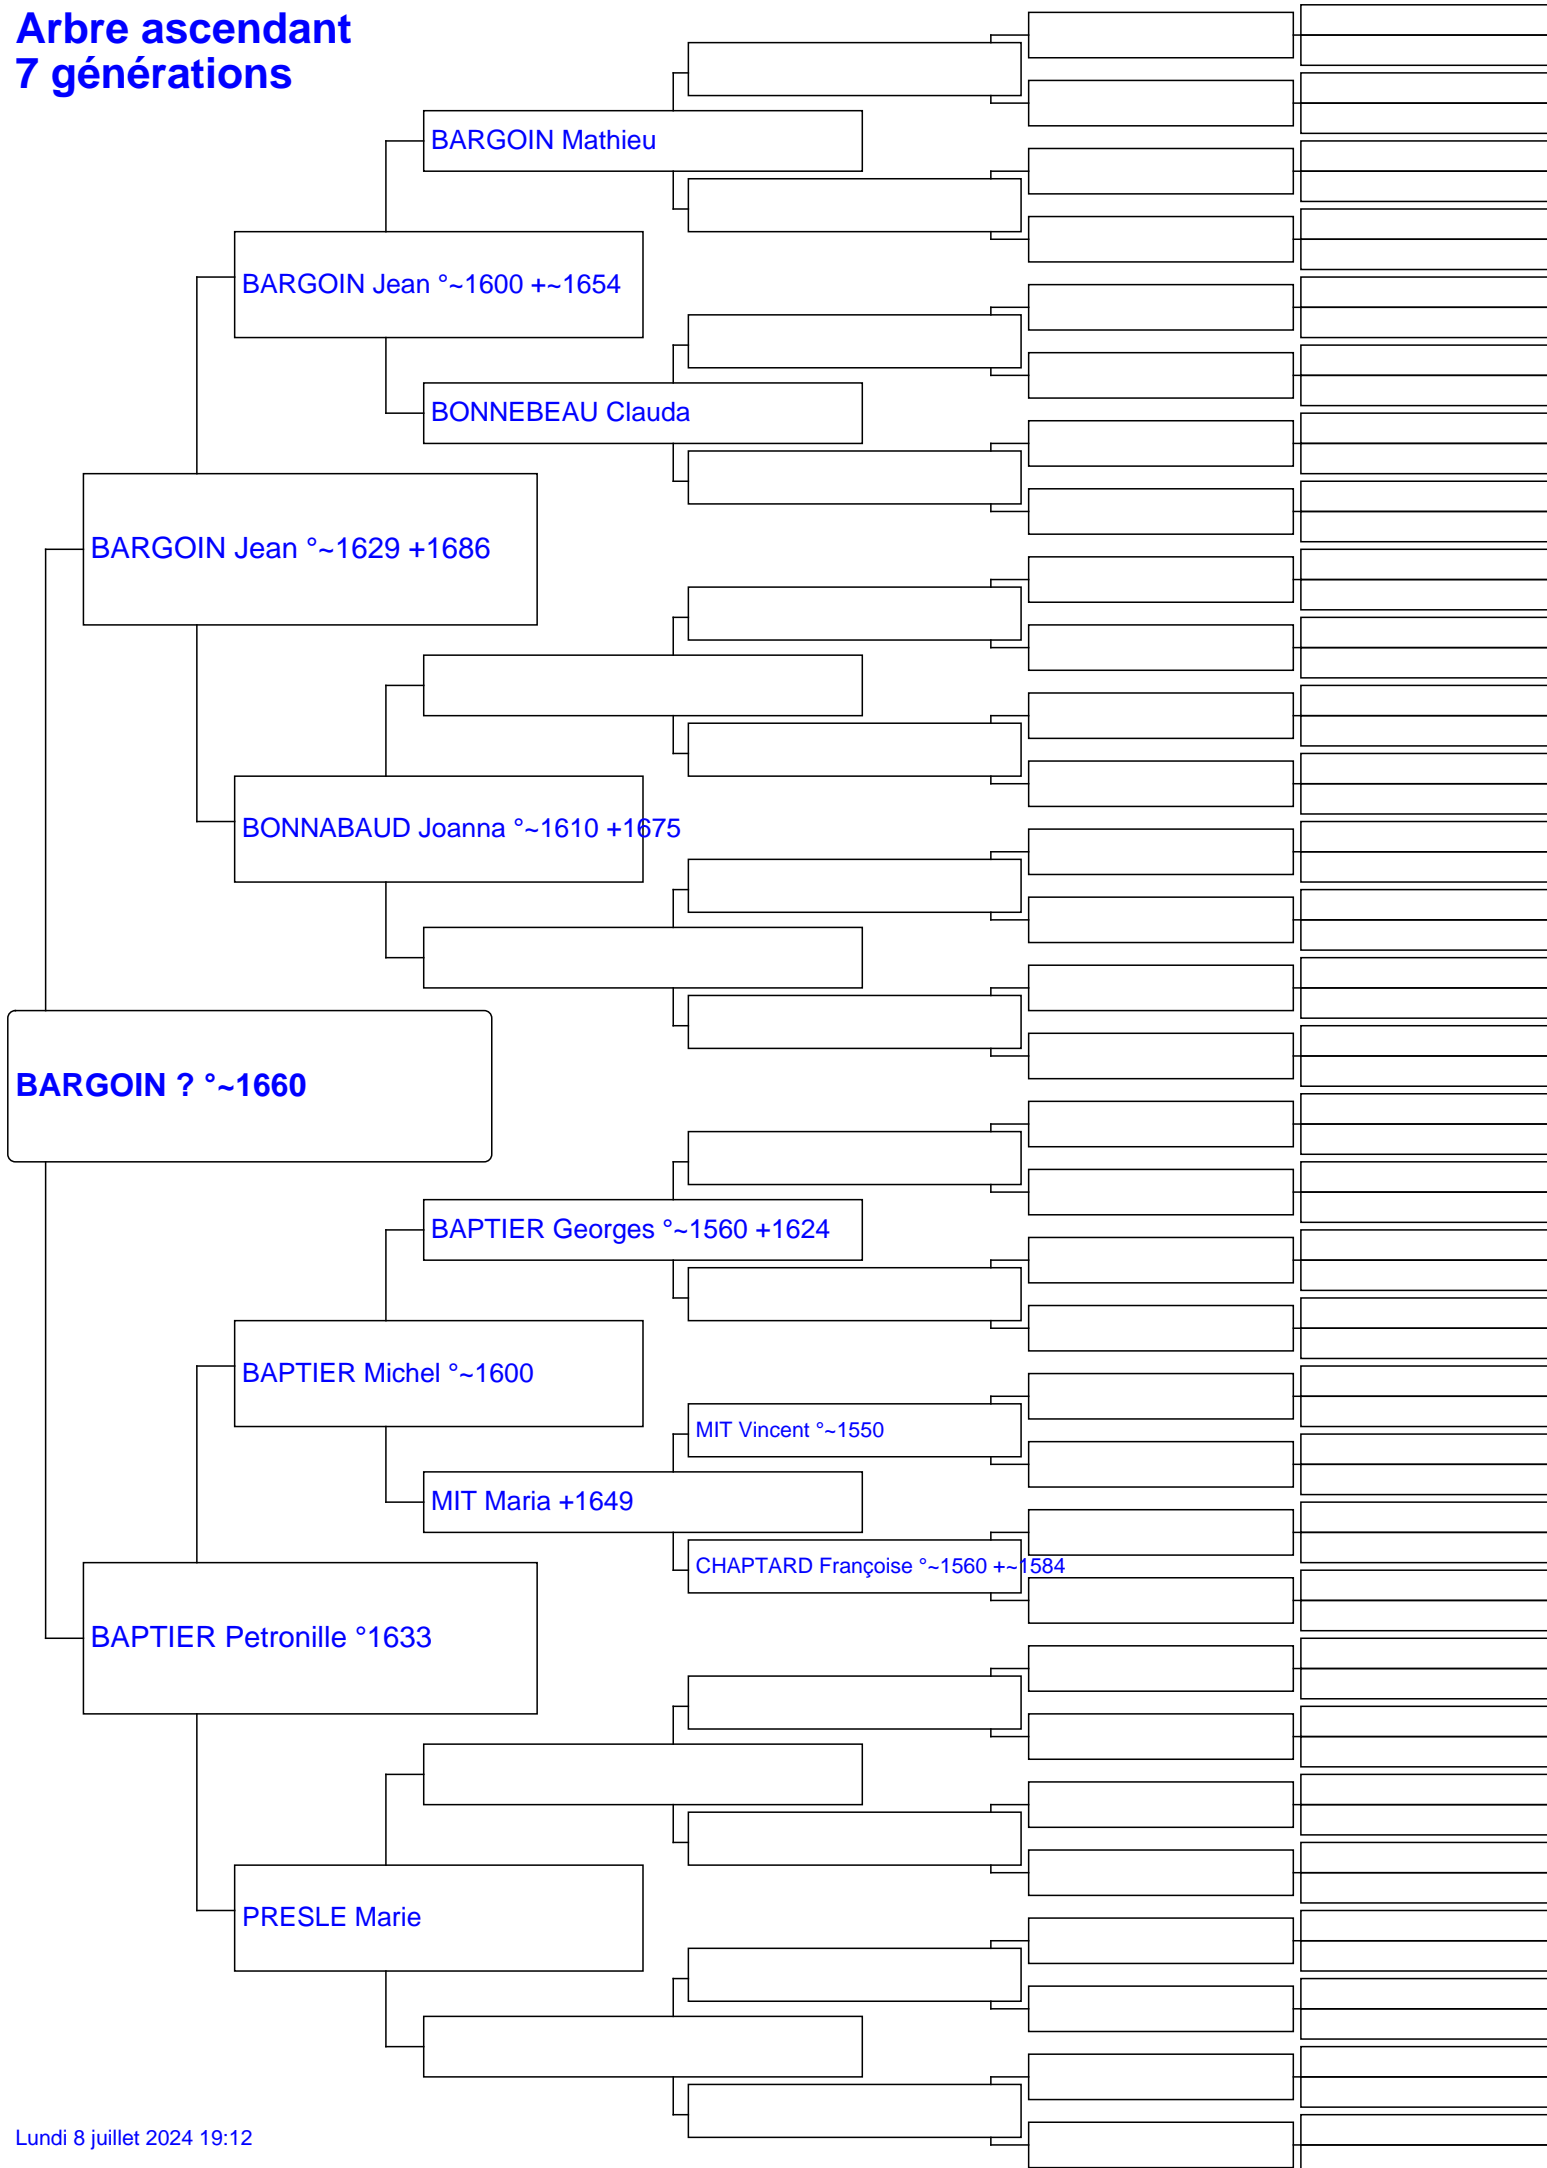 Arbre ascendant
7 générations
BARGOIN Mathieu
BARGOIN Jean °~1600 +~1654
BONNEBEAU Clauda
BARGOIN Jean °~1629 +1686
BONNABAUD Joanna °~1610 +1675
BARGOIN ? °~1660
BAPTIER Georges °~1560 +1624
BAPTIER Michel °~1600
MIT Vincent °~1550
MIT Maria +1649
CHAPTARD Françoise °~1560 +~1584
BAPTIER Petronille °1633
PRESLE Marie
Lundi 8 juillet 2024 19:12